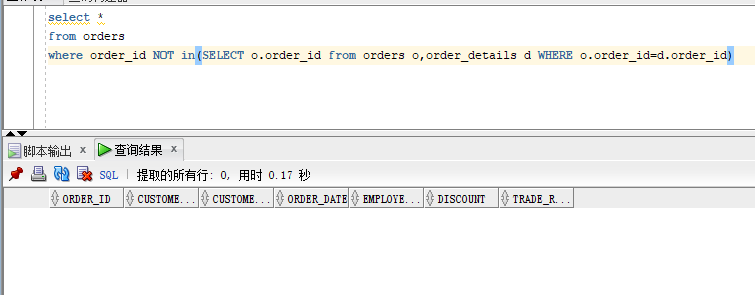 select *
from orders
where order_id NOT in(SELECT o.order_id from orders o,order_details d WHERE o.order_id=d.order_id)
脚本输出 x 查询结果 x
SQL | 提取的所有行: 0, 用时 0.17 秒
ORDER_ID CUSTOME... CUSTOME... ORDER_DATE EMPLOYE... DISCOUNT TRADE_R...